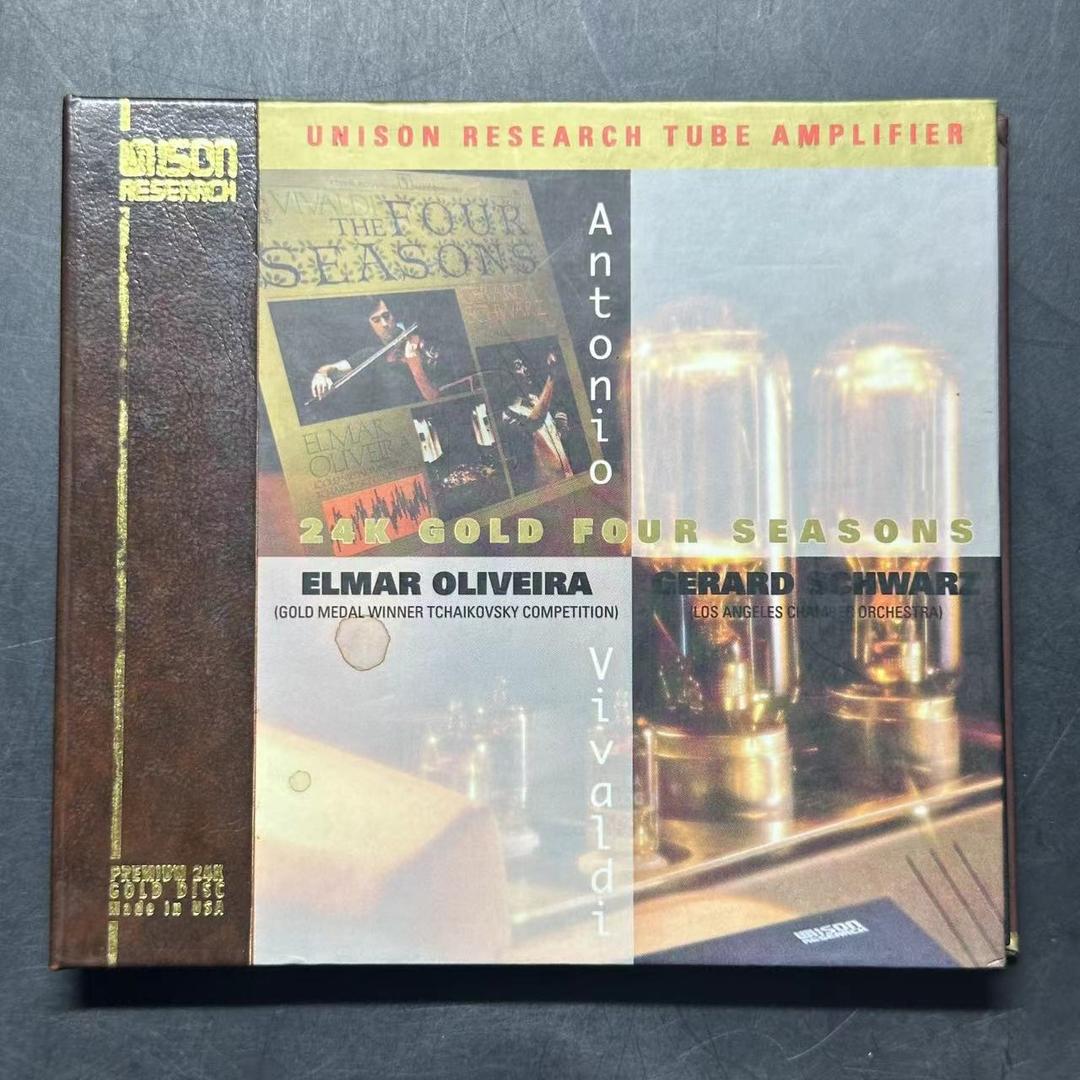 UNISON
RESEARCH
PREMIUM 24K
GOLD DISC
Made in USA
UNISON RESEARCH TUBE AMPLIFIER
VIVALDI
THE FOUR
SEASONS
GERARD
SCHWARZ
ELMAR
OLIVEIRA
Antonio
24K GOLD FOUR SEASONS
ELMAR OLIVEIRA
(GOLD MEDAL WINNER TCHAIKOVSKY COMPETITION)
GERARD SCHWARZ
(LOS ANGELES CHAMBER ORCHESTRA)
Vivaldi
UNISON
RESEARCH